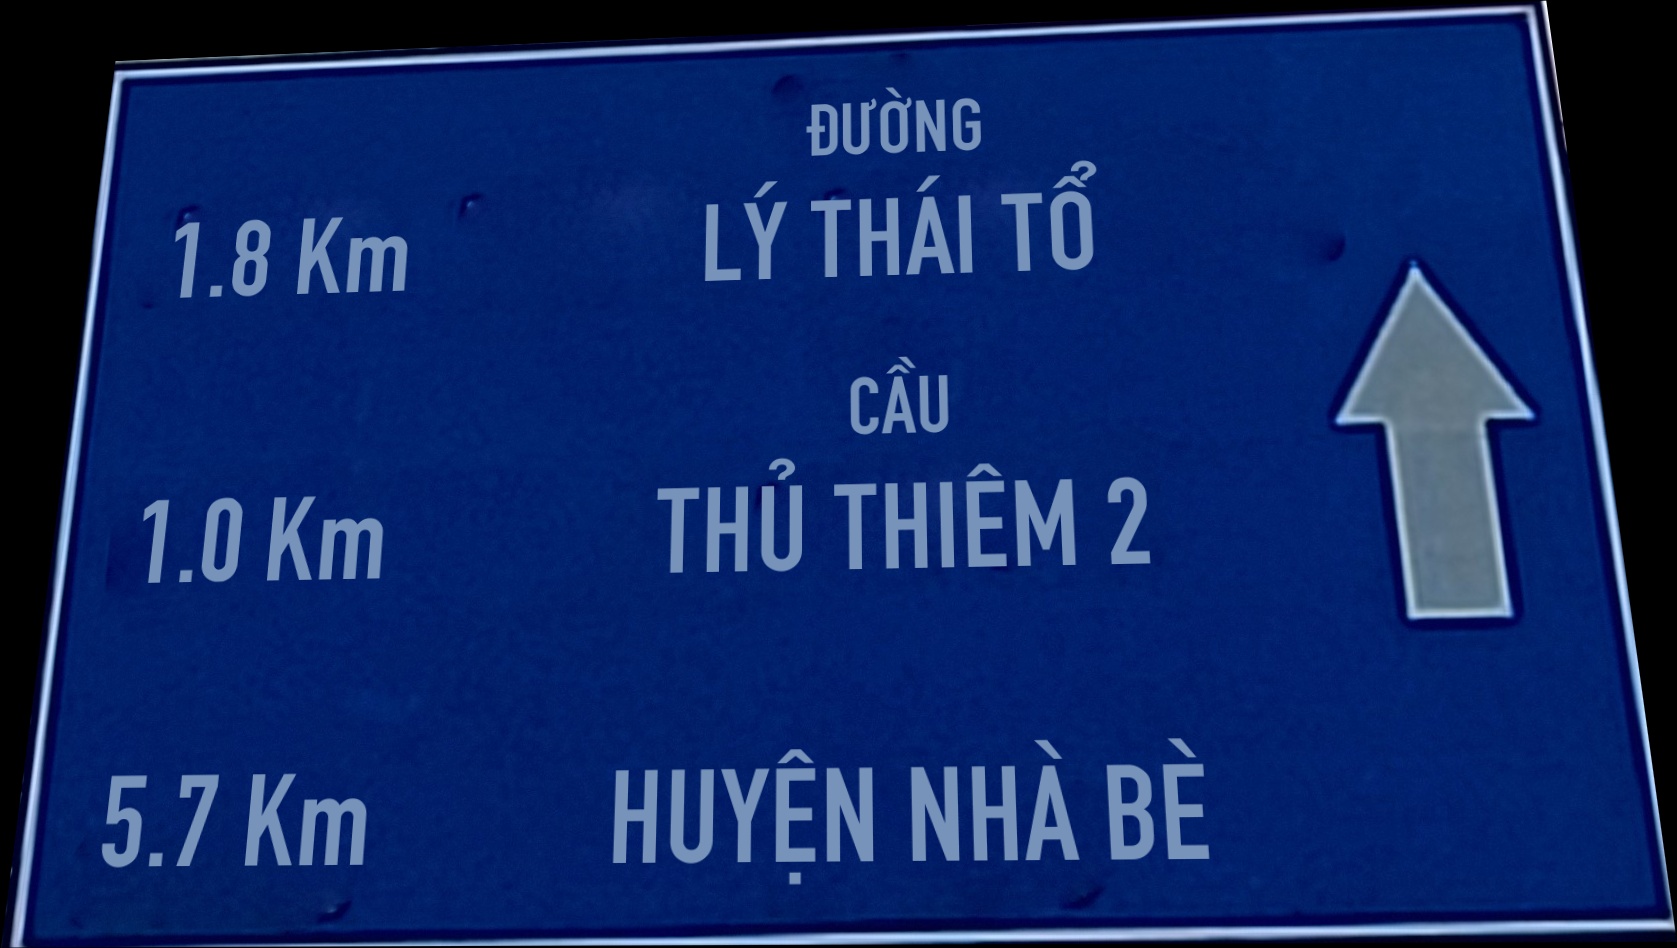 ĐƯỜNG
1.8 Km LÝ THÁI TỔ
CẦU
1.0 Km THỦ THIÊM 2
5.7 Km HUYỆN NHÀ BÈ